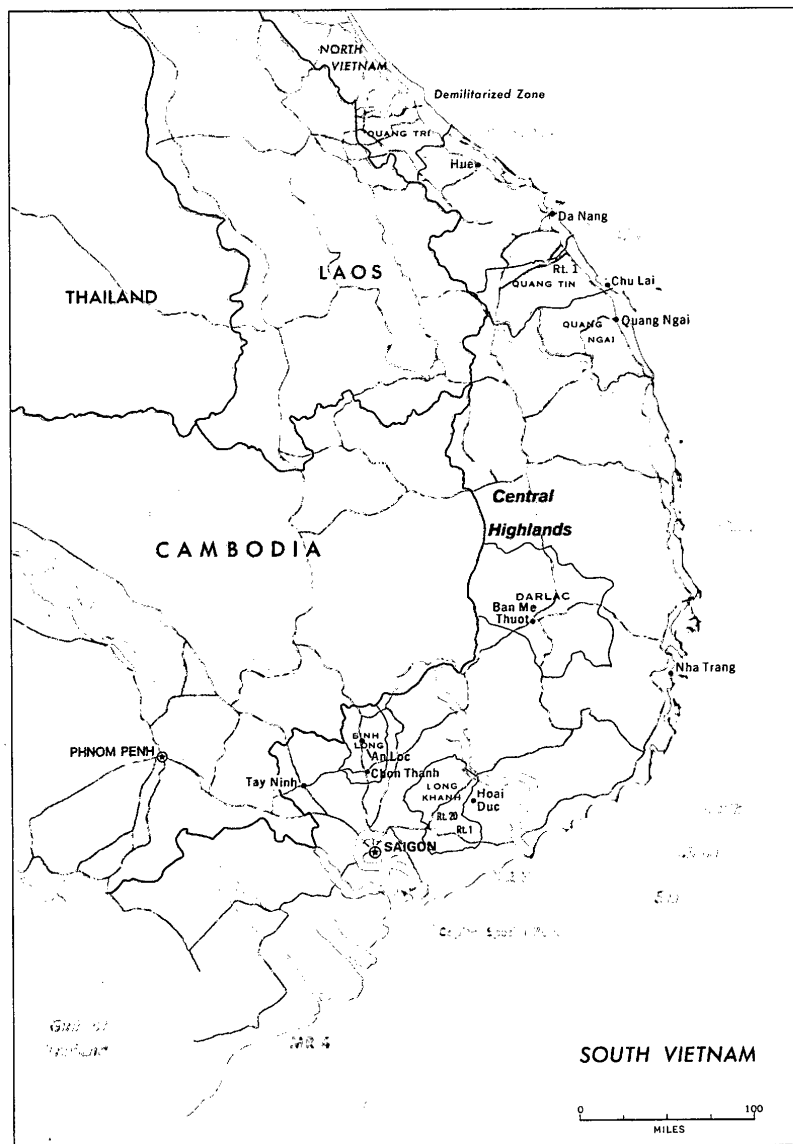 NORTH
VIETNAM
Demilitarized Zone
QUANG TRI
Hue
Da Nang
LAOS
Rt. 1
THAILAND
QUANG TIN
Chu Lai
QUANG
NGAI
Quang Ngai
Central
Highlands
CAMBODIA
DARLAC
Ban Me
Thuot
Nha Trang
BINH
LONG
PHNOM PENH
An Loc
Chon Thanh
Tay Ninh
LONG
KHANH
Hoai
Duc
Rt. 20
Rt. 1
SAIGON
MR 4
SOUTH VIETNAM
0 100
MILES